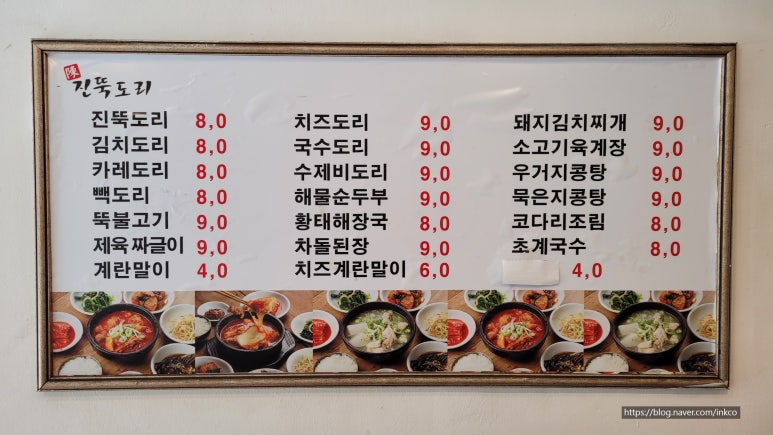 陳
진뚝도리
진뚝도리 8,0
김치도리 8,0
카레도리 8,0
빽도리 8,0
뚝불고기 9,0
제육짜글이 9,0
계란말이 4,0
치즈도리 9,0
국수도리 9,0
수제비도리 9,0
해물순두부 9,0
황태해장국 8,0
차돌된장 9,0
치즈계란말이 6,0
돼지김치찌개 9,0
소고기육계장 9,0
우거지콩탕 9,0
묵은지콩탕 9,0
코다리조림 8,0
초계국수 8,0
4,0
https://blog.naver.com/inkco